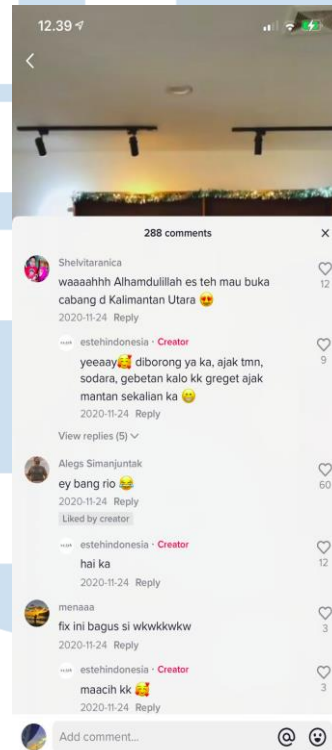 12.39
288 comments
Shelvitaranica
waaaahhh Alhamdulillah es teh mau buka
cabang d Kalimantan Utara 😍
12
2020-11-24 Reply
estehindonesia · Creator
yeeaay🥰 diborong ya ka, ajak tmn,
sodara, gebetan kalo kk greget ajak
mantan sekalian ka 😁
9
2020-11-24 Reply
View replies (5)
Alegs Simanjuntak
ey bang rio 😂
60
2020-11-24 Reply
Liked by creator
estehindonesia · Creator
hai ka
12
2020-11-24 Reply
menaaa
fix ini bagus si wkwkkwkw
3
2020-11-24 Reply
estehindonesia · Creator
maacih kk 🥰
3
2020-11-24 Reply
Add comment...